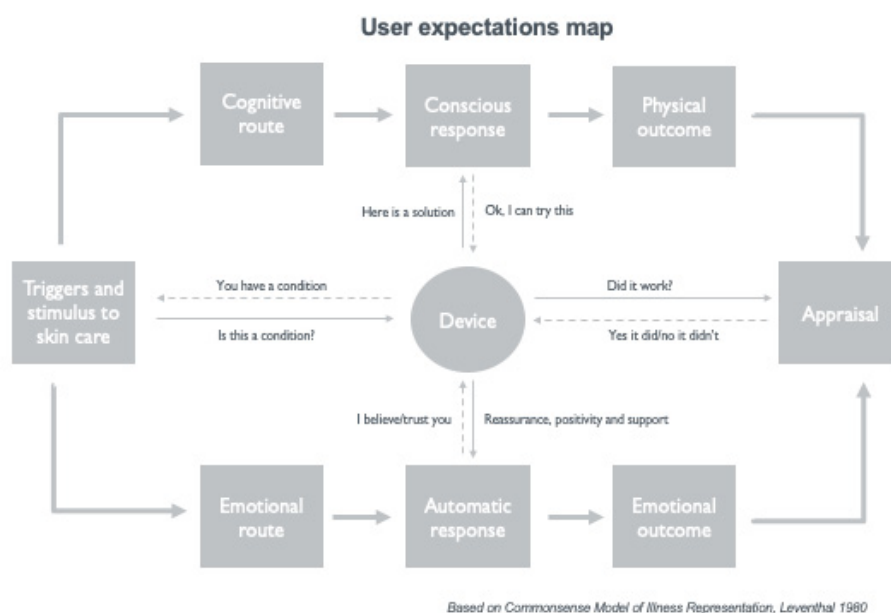 User expectations map
Cognitive
route
Conscious
response
Physical
outcome
Here is a solution
Ok, I can try this
Triggers and
stimulus to
skin care
You have a condition
Is this a condition?
Device
Did it work?
Yes it did/no it didn't
Appraisal
I believe/trust you
Reassurance, positivity and support
Emotional
route
Automatic
response
Emotional
outcome
Based on Commonsense Model of Illness Representation, Leventhal 1980